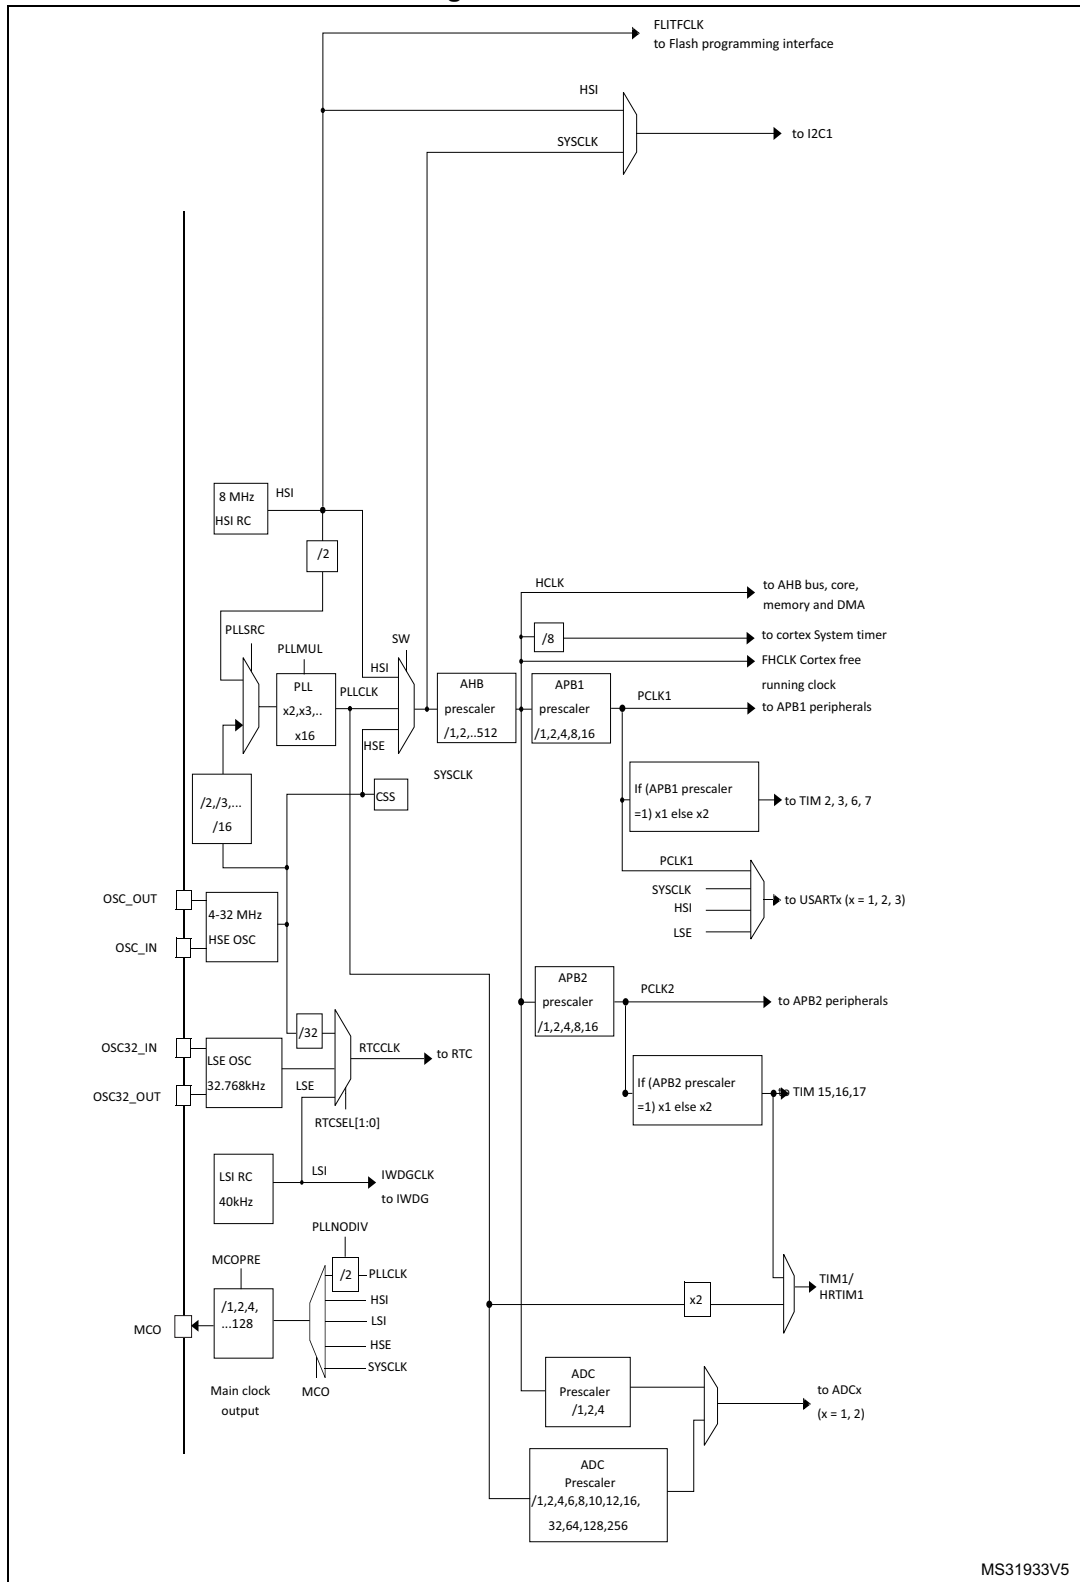 FLITFCLK
to Flash programming interface
HSI
to I2C1
SYSCLK
8 MHz
HSI RC
HSI
/2
HCLK
to AHB bus, core,
memory and DMA
/8
to cortex System timer
FHCLK Cortex free
running clock
PLLSRC
PLLMUL
SW
HSI
PLL
x2,x3,..
x16
PLLCLK
HSE
AHB
prescaler
/1,2,..512
APB1
prescaler
/1,2,4,8,16
PCLK1
to APB1 peripherals
SYSCLK
CSS
/2,/3,...
/16
If (APB1 prescaler
=1) x1 else x2
to TIM 2, 3, 6, 7
PCLK1
SYSCLK
HSI
LSE
to USARTx (x = 1, 2, 3)
OSC_OUT
OSC_IN
4-32 MHz
HSE OSC
APB2
prescaler
/1,2,4,8,16
PCLK2
to APB2 peripherals
/32
OSC32_IN
OSC32_OUT
LSE OSC
32.768kHz
LSE
RTCCLK
to RTC
RTCSEL[1:0]
If (APB2 prescaler
=1) x1 else x2
to TIM 15,16,17
LSI RC
40kHz
LSI
IWDGCLK
to IWDG
PLLNODIV
MCOPRE
/2
PLLCLK
HSI
LSI
HSE
SYSCLK
/1,2,4,
...128
MCO
MCO
Main clock
output
x2
TIM1/
HRTIM1
ADC
Prescaler
/1,2,4
to ADCx
(x = 1, 2)
ADC
Prescaler
/1,2,4,6,8,10,12,16,
32,64,128,256
MS31933V5